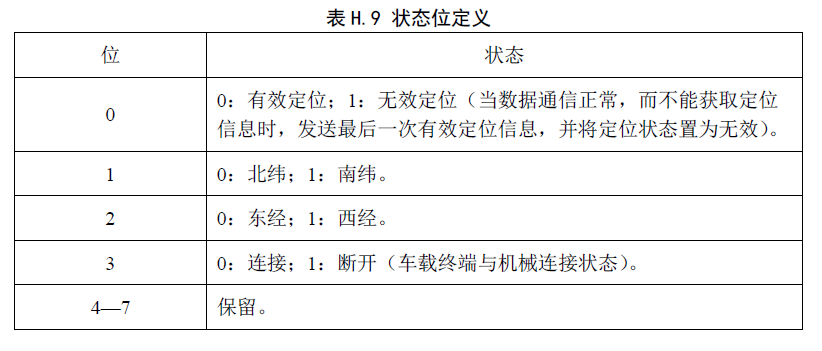 表 H.9 状态位定义
位 状态
0 0：有效定位；1：无效定位（当数据通信正常，而不能获取定位
信息时，发送最后一次有效定位信息，并将定位状态置为无效）。
1 0：北纬；1：南纬。
2 0：东经；1：西经。
3 0：连接；1：断开（车载终端与机械连接状态）。
4—7 保留。